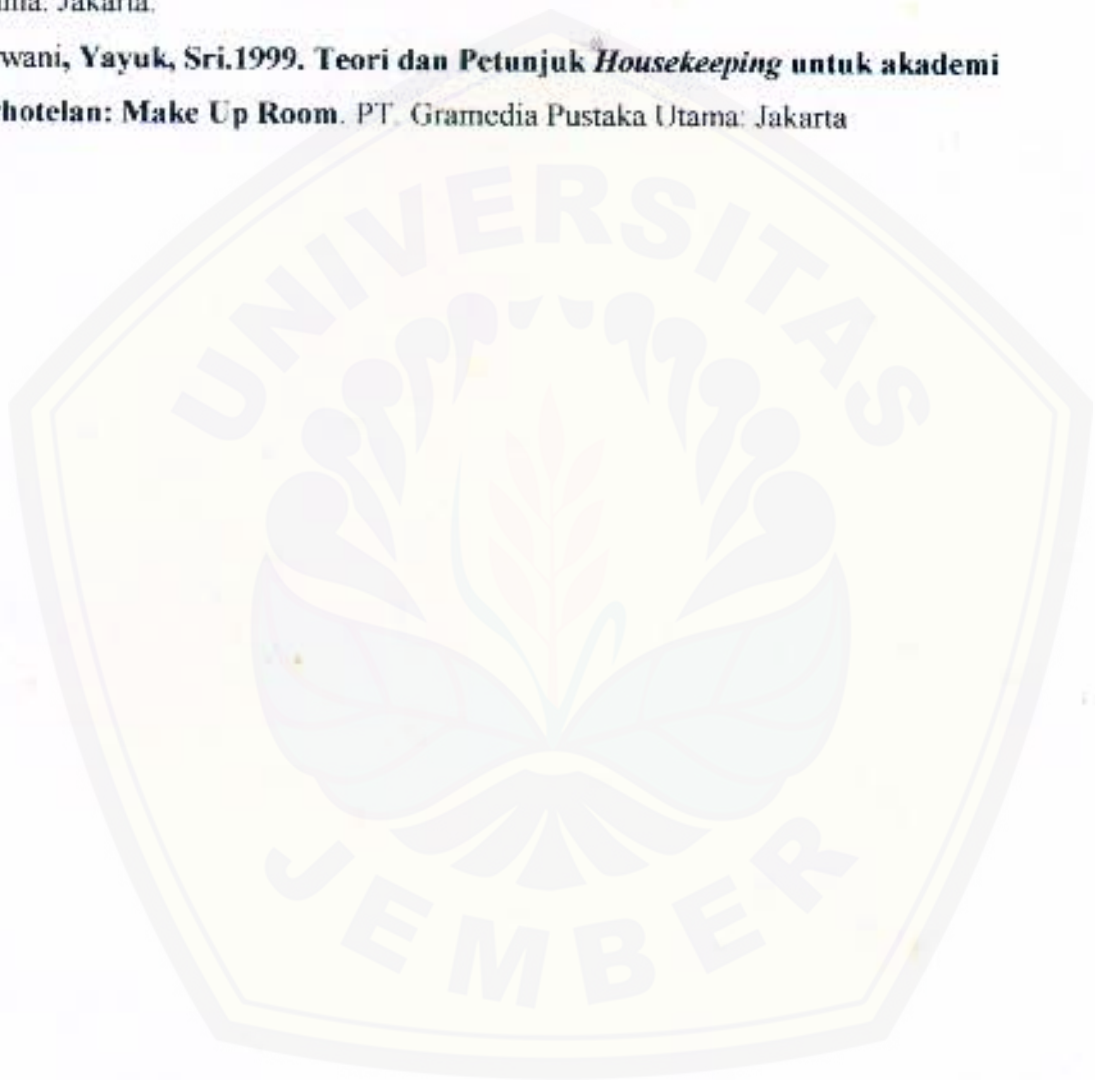 Jakarta.
wani, Yayuk, Sri.1999. Teori dan Petunjuk Housekeeping untuk akademi
hotelan: Make Up Room. PT. Gramedia Pustaka Utama: Jakarta
UNIVERSITAS
JEMBER